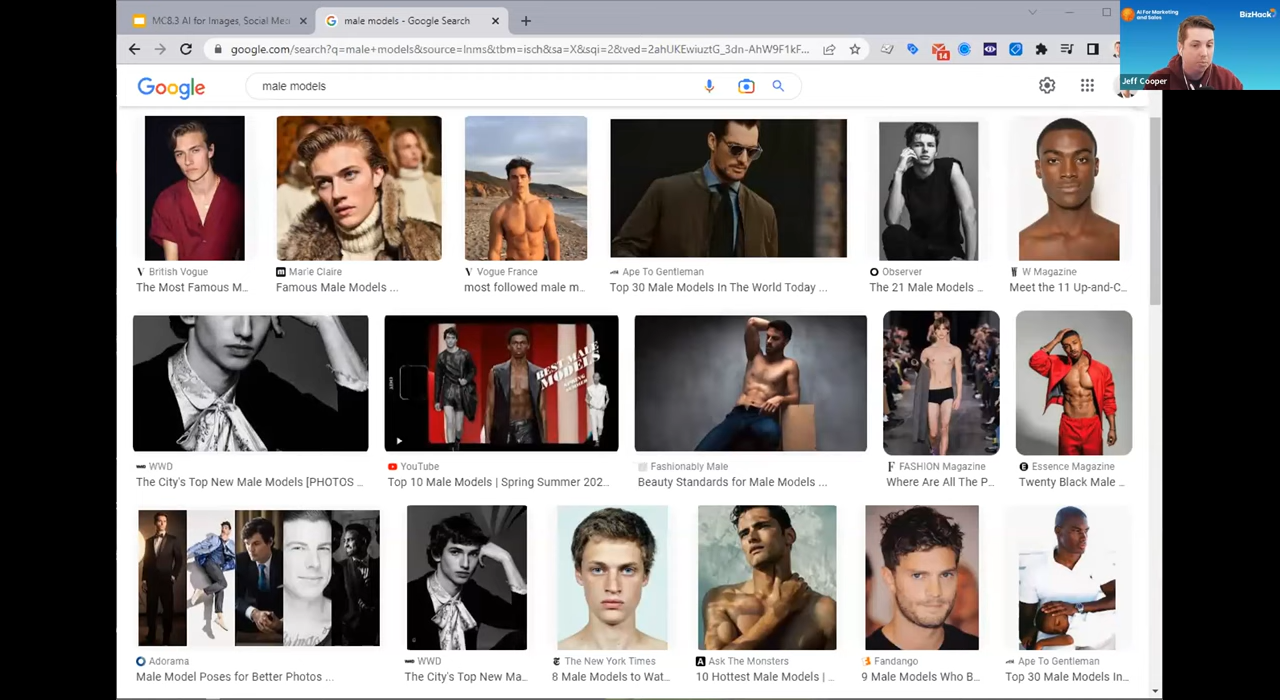 MC8.3 AI for Images, Social Med
male models - Google Search
google.com/search?q=male+models&source=lnms&tbm=isch&sa=X&sqi=2&ved=2ahUKEwiuztG_3dn-AhW9F1kF...
14
AI For Marketing
and Sales
BizHack
Jeff Cooper
Google
male models
British Vogue
The Most Famous M...
Marie Claire
Famous Male Models ...
Vogue France
most followed male m...
Ape To Gentleman
Top 30 Male Models In The World Today ...
Observer
The 21 Male Models ...
W Magazine
Meet the 11 Up-and-C...
BEST MALE
MODELS
SPRING
SUMMER
WWD
The City's Top New Male Models [PHOTOS ...
YouTube
Top 10 Male Models | Spring Summer 202...
Fashionably Male
Beauty Standards for Male Models ...
FASHION Magazine
Where Are All The P...
Essence Magazine
Twenty Black Male ...
Adorama
Male Model Poses for Better Photos ...
WWD
The City's Top New Ma...
The New York Times
8 Male Models to Wat...
Ask The Monsters
10 Hottest Male Models | ...
Fandango
9 Male Models Who B...
Ape To Gentleman
Top 30 Male Models In...